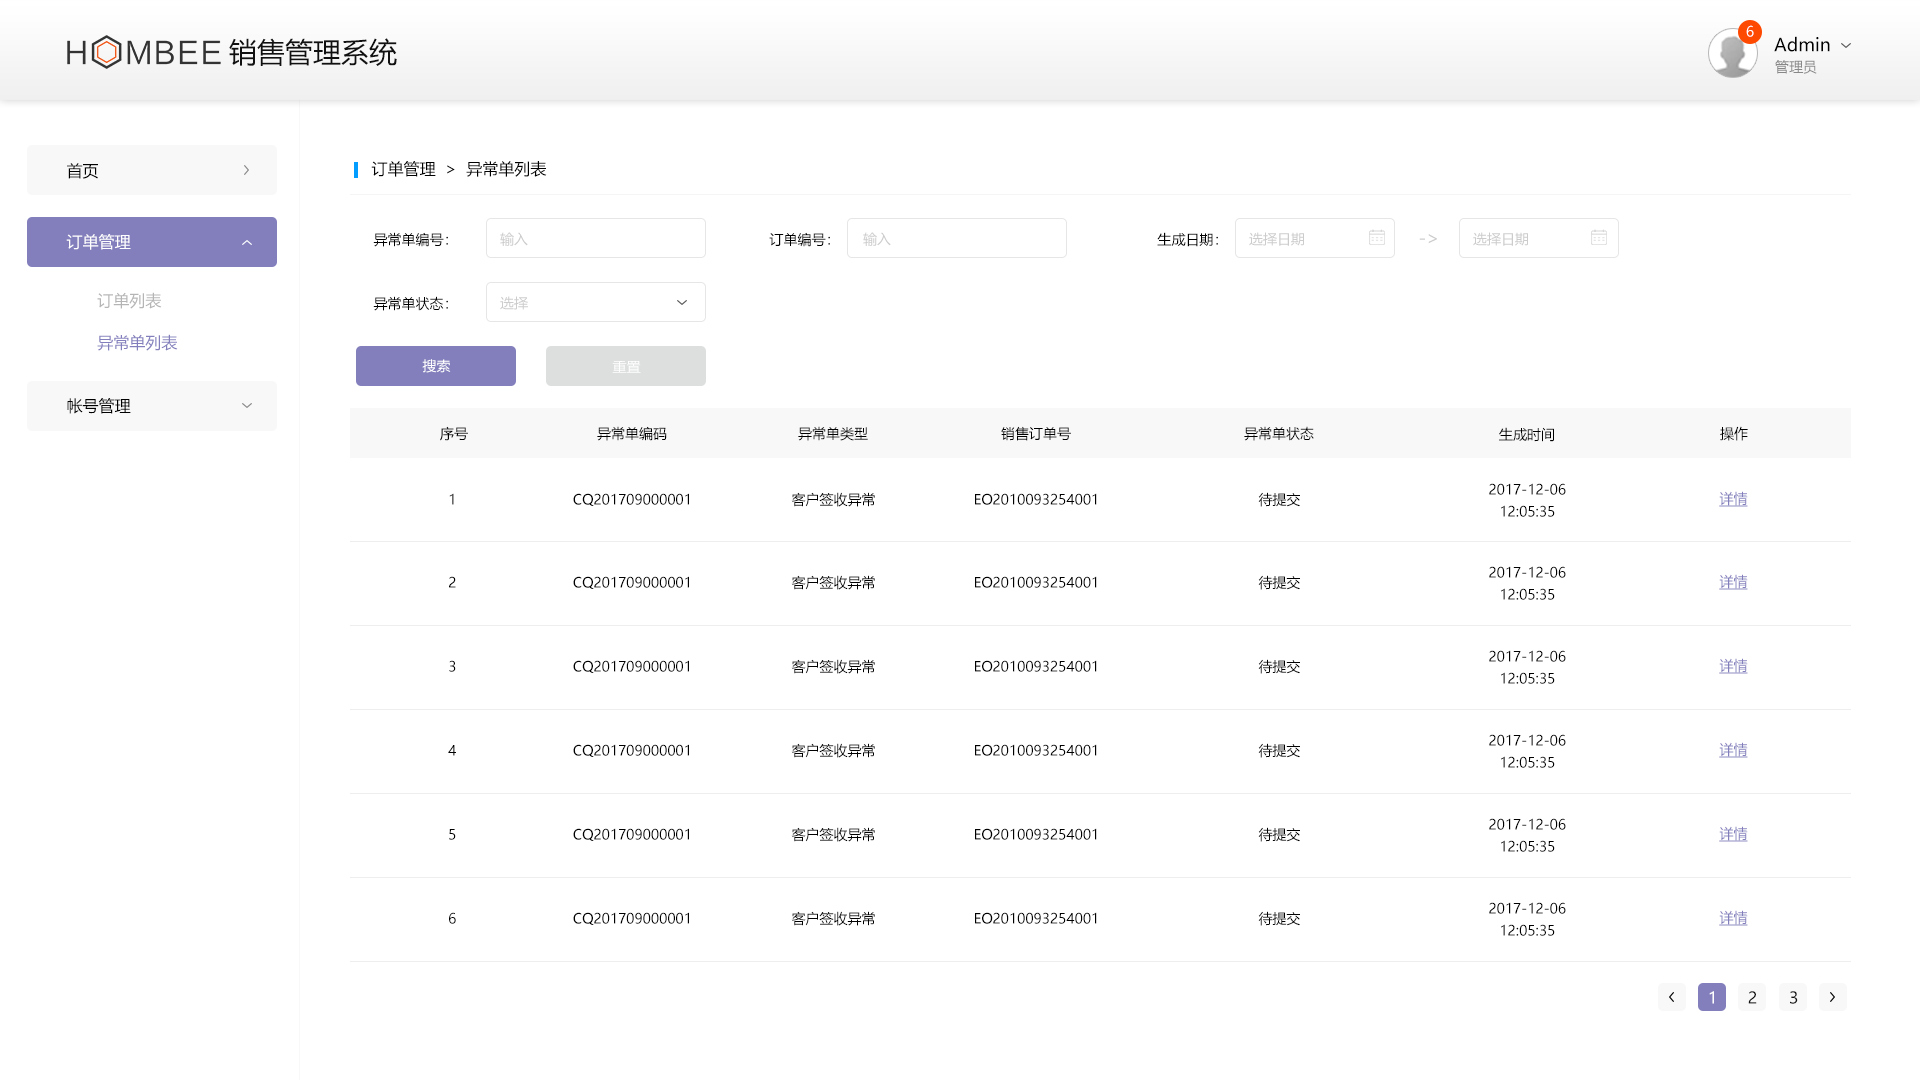 HOMBEE 销售管理系统
6
Admin
管理员
首页
订单管理
订单列表
异常单列表
帐号管理
订单管理 > 异常单列表
异常单编号: 输入 订单编号: 输入 生成日期: 选择日期 -> 选择日期
异常单状态: 选择
搜索 重置
序号 异常单编码 异常单类型 销售订单号 异常单状态 生成时间 操作
1 CQ201709000001 客户签收异常 EO2010093254001 待提交 2017-12-06 12:05:35 详情
2 CQ201709000001 客户签收异常 EO2010093254001 待提交 2017-12-06 12:05:35 详情
3 CQ201709000001 客户签收异常 EO2010093254001 待提交 2017-12-06 12:05:35 详情
4 CQ201709000001 客户签收异常 EO2010093254001 待提交 2017-12-06 12:05:35 详情
5 CQ201709000001 客户签收异常 EO2010093254001 待提交 2017-12-06 12:05:35 详情
6 CQ201709000001 客户签收异常 EO2010093254001 待提交 2017-12-06 12:05:35 详情
< 1 2 3 >